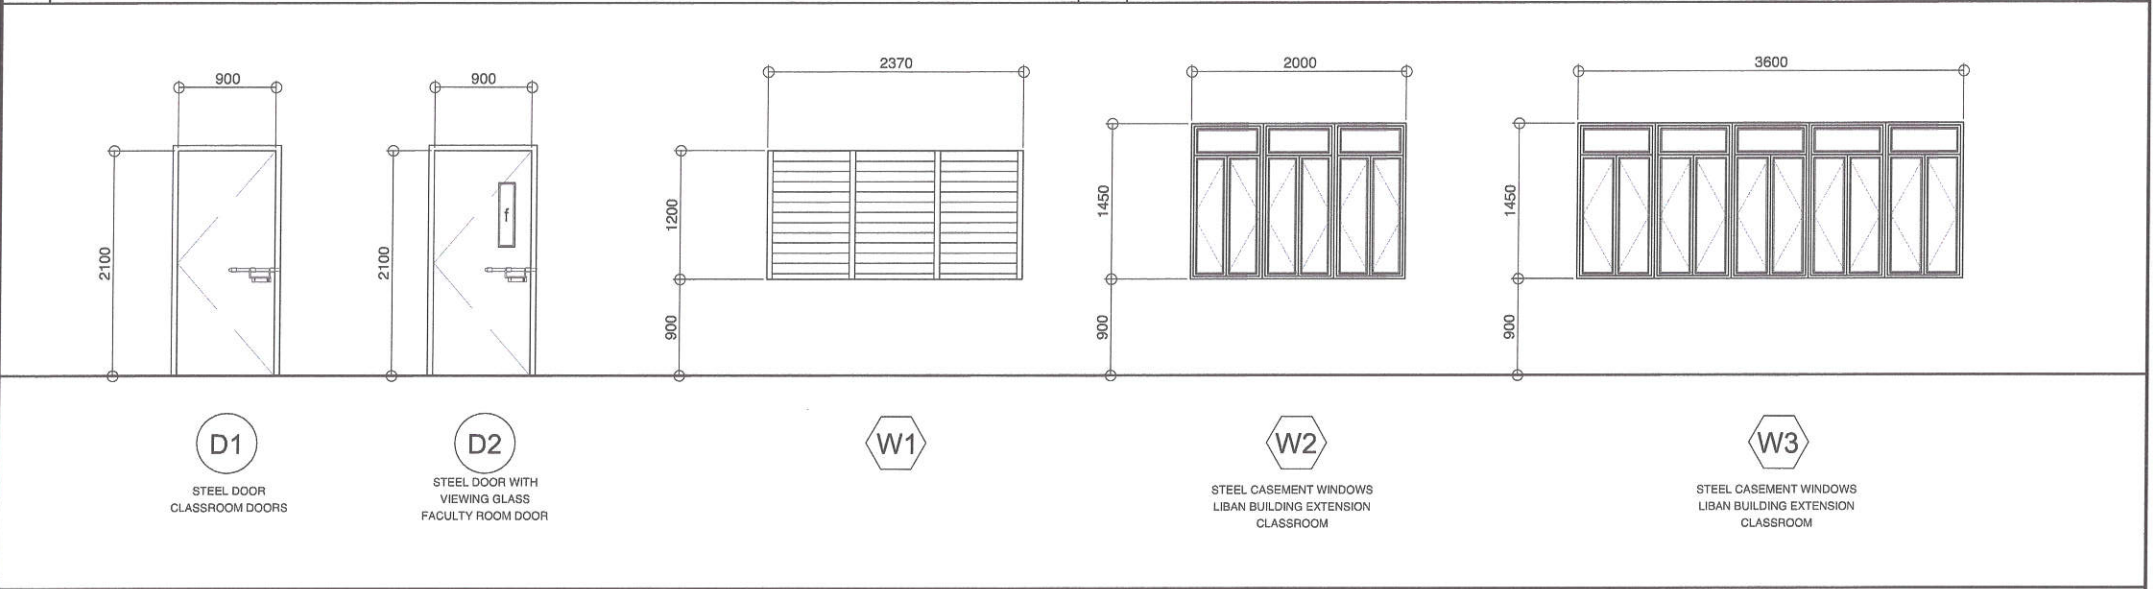 900
900
2370
2000
3600
2100
2100
f
1200
900
1450
900
1450
900
D1
STEEL DOOR
CLASSROOM DOORS
D2
STEEL DOOR WITH
VIEWING GLASS
FACULTY ROOM DOOR
W1
W2
STEEL CASEMENT WINDOWS
LIBAN BUILDING EXTENSION
CLASSROOM
W3
STEEL CASEMENT WINDOWS
LIBAN BUILDING EXTENSION
CLASSROOM